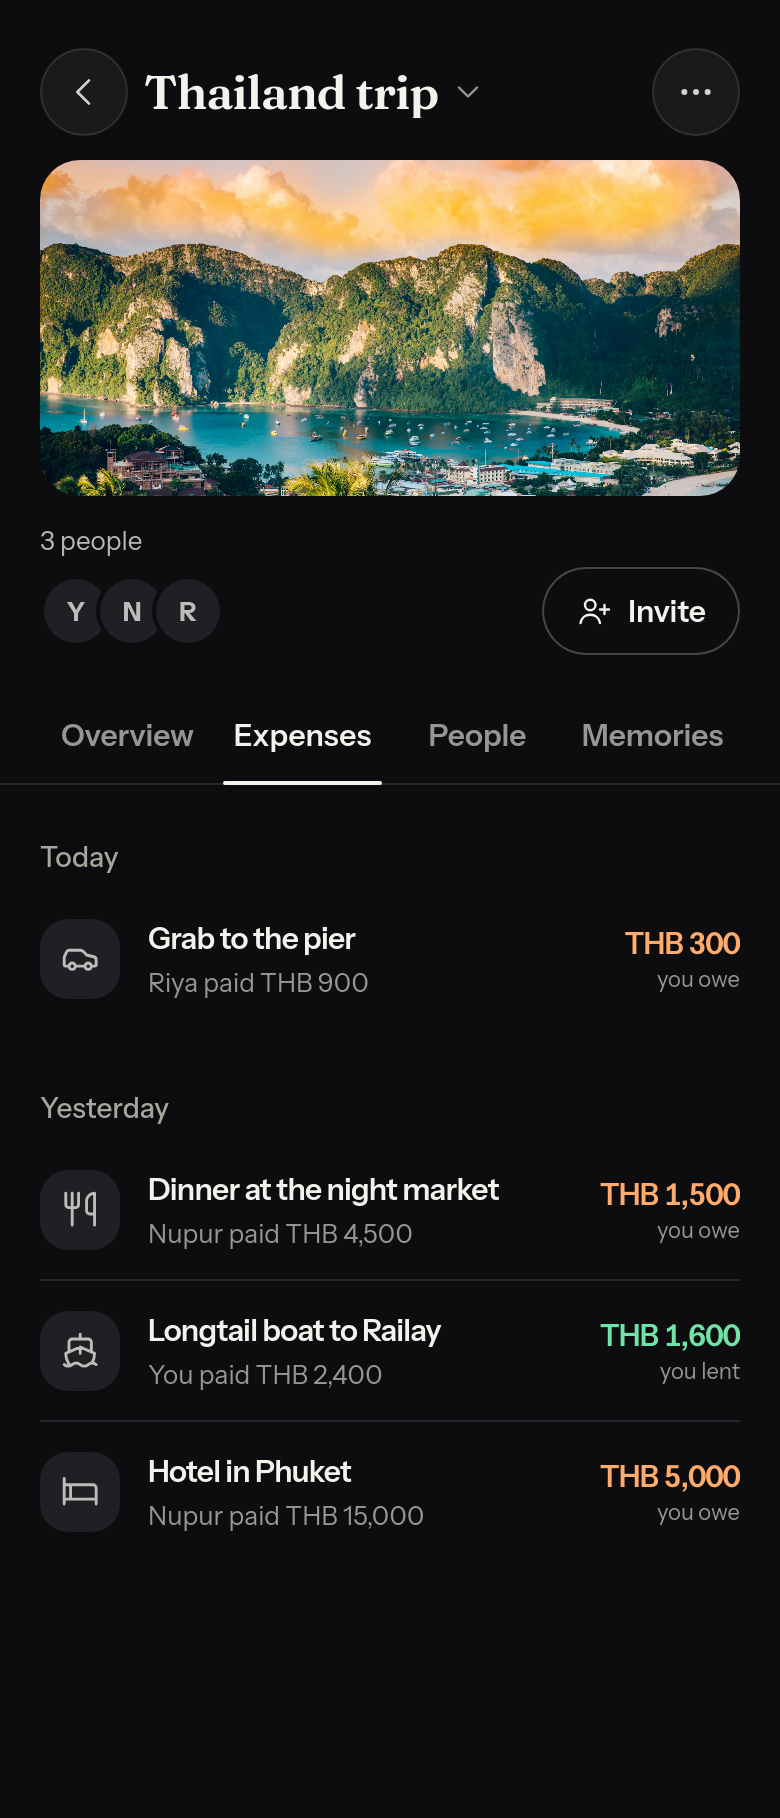 Thailand trip
3 people
Y N R
Invite
Overview Expenses People Memories
Today
Grab to the pier
THB 300
Riya paid THB 900
you owe
Yesterday
Dinner at the night market
THB 1,500
Nupur paid THB 4,500
you owe
Longtail boat to Railay
THB 1,600
You paid THB 2,400
you lent
Hotel in Phuket
THB 5,000
Nupur paid THB 15,000
you owe